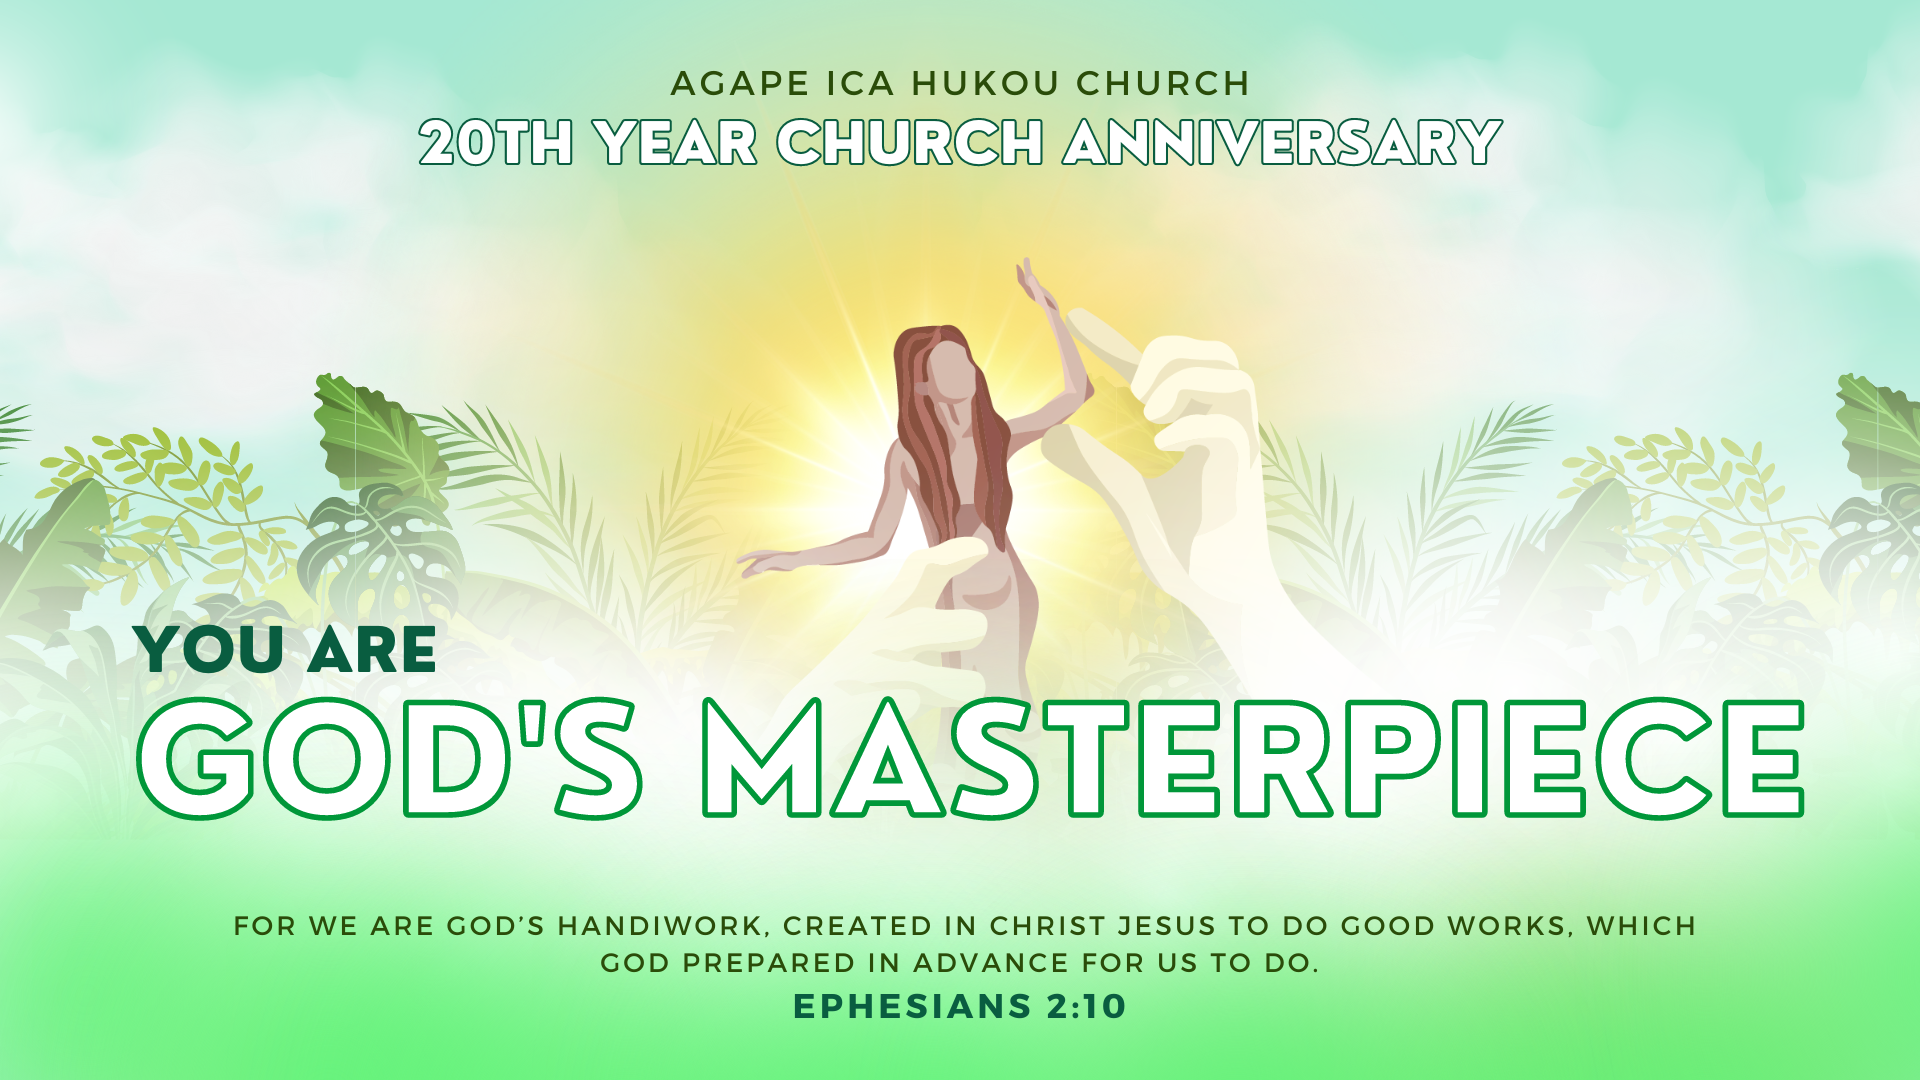 AGAPE ICA HUKOU CHURCH
20TH YEAR CHURCH ANNIVERSARY
YOU ARE
GOD'S MASTERPIECE
FOR WE ARE GOD’S HANDIWORK, CREATED IN CHRIST JESUS TO DO GOOD WORKS, WHICH
GOD PREPARED IN ADVANCE FOR US TO DO.
EPHESIANS 2:10